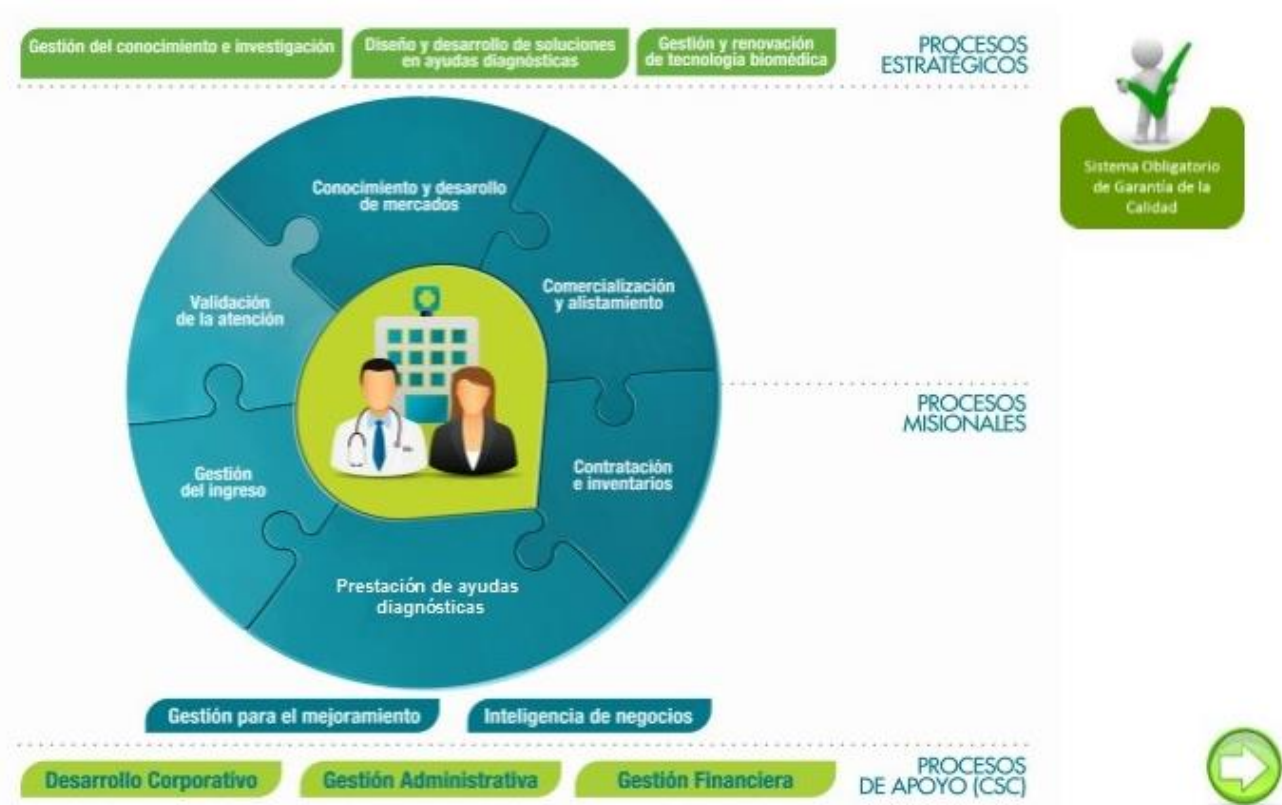 Gestión del conocimiento e investigación
Diseño y desarrollo de soluciones
en ayudas diagnósticas
Gestión y renovación
de tecnología biomédica
PROCESOS
ESTRATÉGICOS
Sistema Obligatorio
de Garantía de la
Calidad
Conocimiento y desarollo
de mercados
Comercialización
y alistamiento
Validación
de la atención
PROCESOS
MISIONALES
Contratación
e inventarios
Gestión
del ingreso
Prestación de ayudas
diagnósticas
Gestión para el mejoramiento
Inteligencia de negocios
Desarrollo Corporativo
Gestión Administrativa
Gestión Financiera
PROCESOS
DE APOYO (CSC)